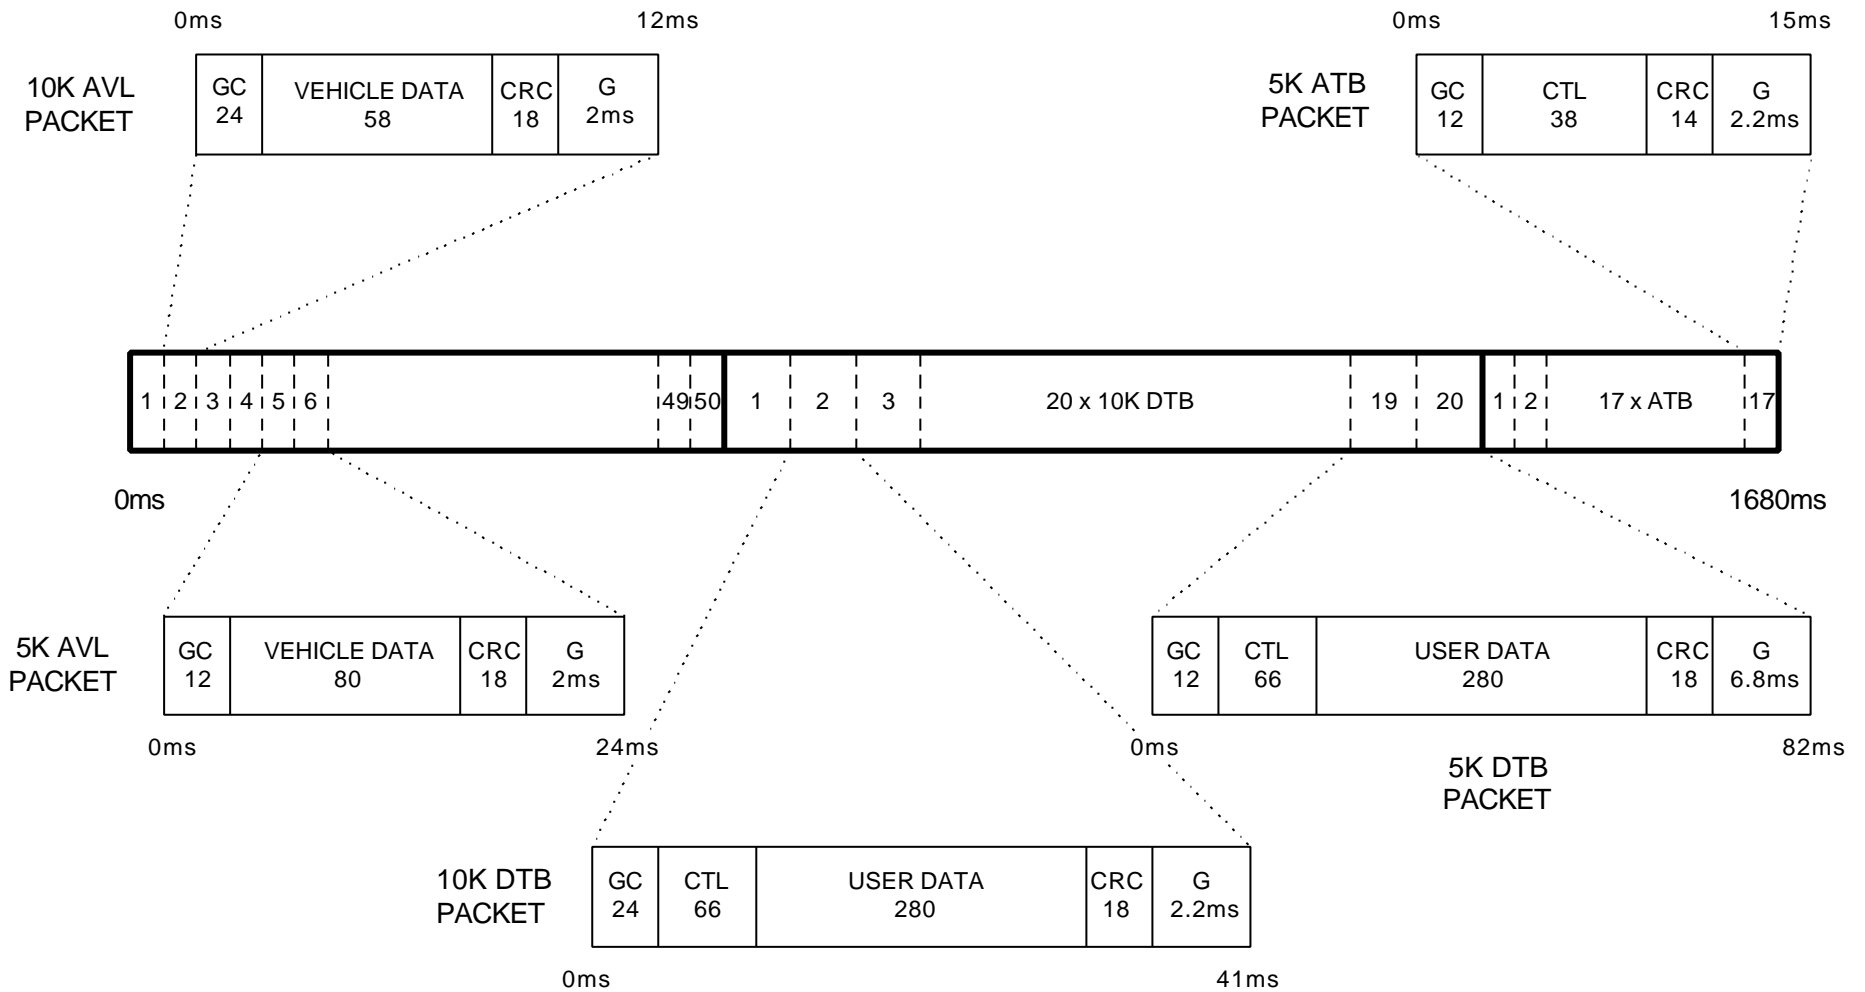 0ms 12ms
10K AVL
PACKET
GC
24
VEHICLE DATA
58
CRC
18
G
2ms
0ms 15ms
5K ATB
PACKET
GC
12
CTL
38
CRC
14
G
2.2ms
1 2 3 4 5 6 49 50 1 2 3 20 x 10K DTB 19 20 1 2 17 x ATB 17
0ms 1680ms
5K AVL
PACKET
GC
12
VEHICLE DATA
80
CRC
18
G
2ms
0ms 24ms
GC
12
CTL
66
USER DATA
280
CRC
18
G
6.8ms
0ms 82ms
5K DTB
PACKET
10K DTB
PACKET
GC
24
CTL
66
USER DATA
280
CRC
18
G
2.2ms
0ms 41ms